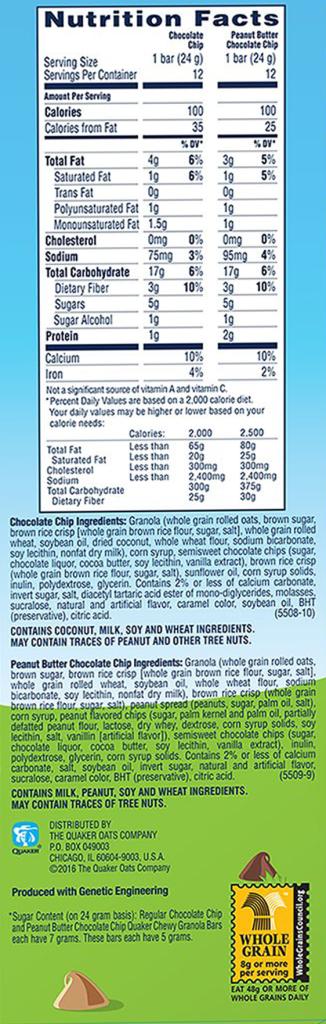 Nutrition Facts
Chocolate Chip Peanut Butter Chocolate Chip
Serving Size 1 bar (24 g) 1 bar (24 g)
Servings Per Container 12 12
Amount Per Serving
Calories 100 100
Calories from Fat 35 25
% DV* % DV*
Total Fat 4g 6% 3g 5%
Saturated Fat 1g 6% 1g 5%
Trans Fat 0g 0g
Polyunsaturated Fat 1g 1g
Monounsaturated Fat 1.5g 1g
Cholesterol 0mg 0% 0mg 0%
Sodium 75mg 3% 95mg 4%
Total Carbohydrate 17g 6% 17g 6%
Dietary Fiber 3g 10% 3g 10%
Sugars 5g 5g
Sugar Alcohol 1g 1g
Protein 1g 2g
Calcium 10% 10%
Iron 4% 2%
Not a significant source of vitamin A and vitamin C.
*Percent Daily Values are based on a 2,000 calorie diet.
Your daily values may be higher or lower based on your
calorie needs:
Calories: 2,000 2,500
Total Fat Less than 65g 80g
Saturated Fat Less than 20g 25g
Cholesterol Less than 300mg 300mg
Sodium Less than 2,400mg 2,400mg
Total Carbohydrate 300g 375g
Dietary Fiber 25g 30g
Chocolate Chip Ingredients: Granola (whole grain rolled oats, brown sugar,
brown rice crisp [whole grain brown rice flour, sugar, salt], whole grain rolled
wheat, soybean oil, dried coconut, whole wheat flour, sodium bicarbonate,
soy lecithin, nonfat dry milk), corn syrup, semisweet chocolate chips (sugar,
chocolate liquor, cocoa butter, soy lecithin, vanilla extract), brown rice crisp
(whole grain brown rice flour, sugar, salt), sunflower oil, corn syrup solids,
inulin, polydextrose, glycerin. Contains 2% or less of calcium carbonate,
invert sugar, salt, diacetyl tartaric acid ester of mono-diglycerides, molasses,
sucralose, natural and artificial flavor, caramel color, soybean oil, BHT
(preservative), citric acid. (5508-10)
CONTAINS COCONUT, MILK, SOY AND WHEAT INGREDIENTS.
MAY CONTAIN TRACES OF PEANUT AND OTHER TREE NUTS.
Peanut Butter Chocolate Chip Ingredients: Granola (whole grain rolled oats,
brown sugar, brown rice crisp [whole grain brown rice flour, sugar, salt],
whole grain rolled wheat, soybean oil, whole wheat flour, sodium
bicarbonate, soy lecithin, nonfat dry milk), brown rice crisp (whole grain
brown rice flour, sugar, salt), peanut spread (peanuts, sugar, palm oil, salt),
corn syrup, peanut flavored chips (sugar, palm kernel and palm oil, partially
defatted peanut flour, lactose, dry whey, dextrose, corn syrup solids, soy
lecithin, salt, vanillin [artificial flavor]), semisweet chocolate chips (sugar,
chocolate liquor, cocoa butter, soy lecithin, vanilla extract), inulin,
polydextrose, glycerin, corn syrup solids. Contains 2% or less of calcium
carbonate, salt, soybean oil, invert sugar, natural and artificial flavor,
sucralose, caramel color, BHT (preservative), citric acid. (5509-9)
CONTAINS MILK, PEANUT, SOY AND WHEAT INGREDIENTS.
MAY CONTAIN TRACES OF TREE NUTS.
QUAKER
DISTRIBUTED BY
THE QUAKER OATS COMPANY
P.O. BOX 049003
CHICAGO, IL 60604-9003, U.S.A.
©2016 The Quaker Oats Company
Produced with Genetic Engineering
*Sugar Content (on 24 gram basis): Regular Chocolate Chip
and Peanut Butter Chocolate Chip Quaker Chewy Granola Bars
each have 7 grams. These bars each have 5 grams.
WHOLE
GRAIN
8g or more
per serving
WholeGrainsCouncil.org
EAT 48g OR MORE OF
WHOLE GRAINS DAILY